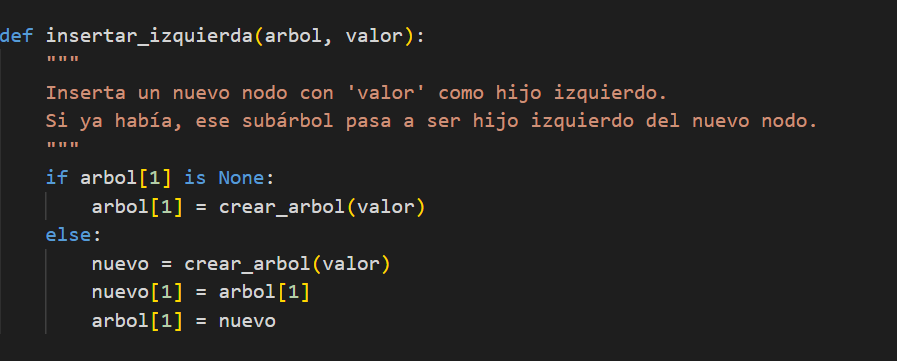 def insertar_izquierda(arbol, valor):
    """
    Inserta un nuevo nodo con 'valor' como hijo izquierdo.
    Si ya había, ese subárbol pasa a ser hijo izquierdo del nuevo nodo.
    """
    if arbol[1] is None:
        arbol[1] = crear_arbol(valor)
    else:
        nuevo = crear_arbol(valor)
        nuevo[1] = arbol[1]
        arbol[1] = nuevo